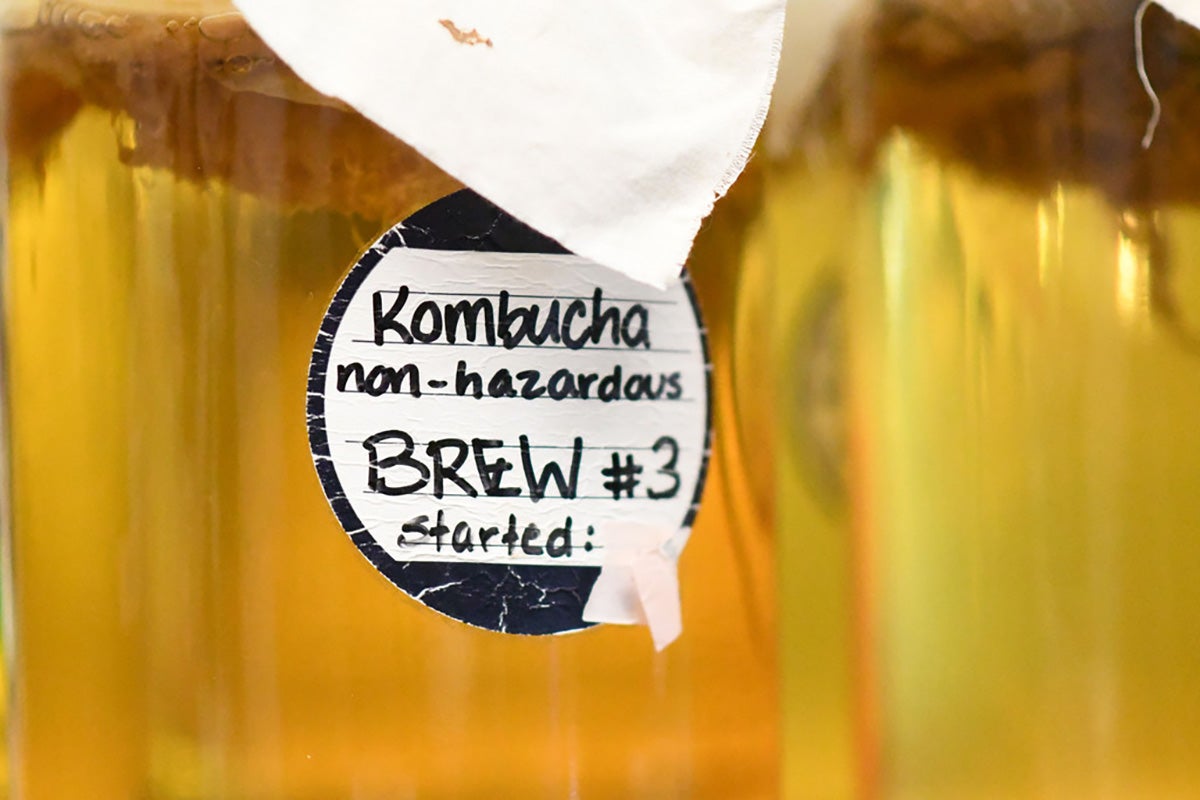 Kombucha
non-hazardous
BREW #3
started: